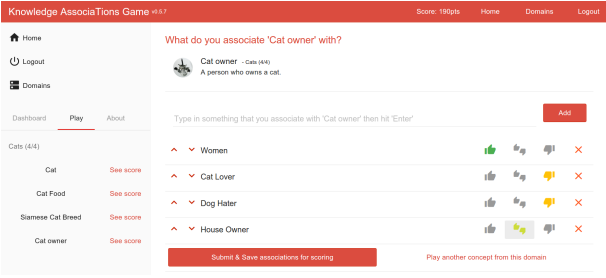 Knowledge AssociaTions Game v0.6.7
Score: 190pts Home Domains Logout
Home
Logout
Domains
Dashboard Play About
Cats (4/4)
Cat See score
Cat Food See score
Siamese Cat Breed See score
Cat owner See score
What do you associate 'Cat owner' with?
Cat owner - Cats (4/4)
A person who owns a cat.
Type in something that you associate with 'Cat owner' then hit 'Enter'
Add
Women
Cat Lover
Dog Hater
House Owner
Submit & Save associations for scoring
Play another concept from this domain